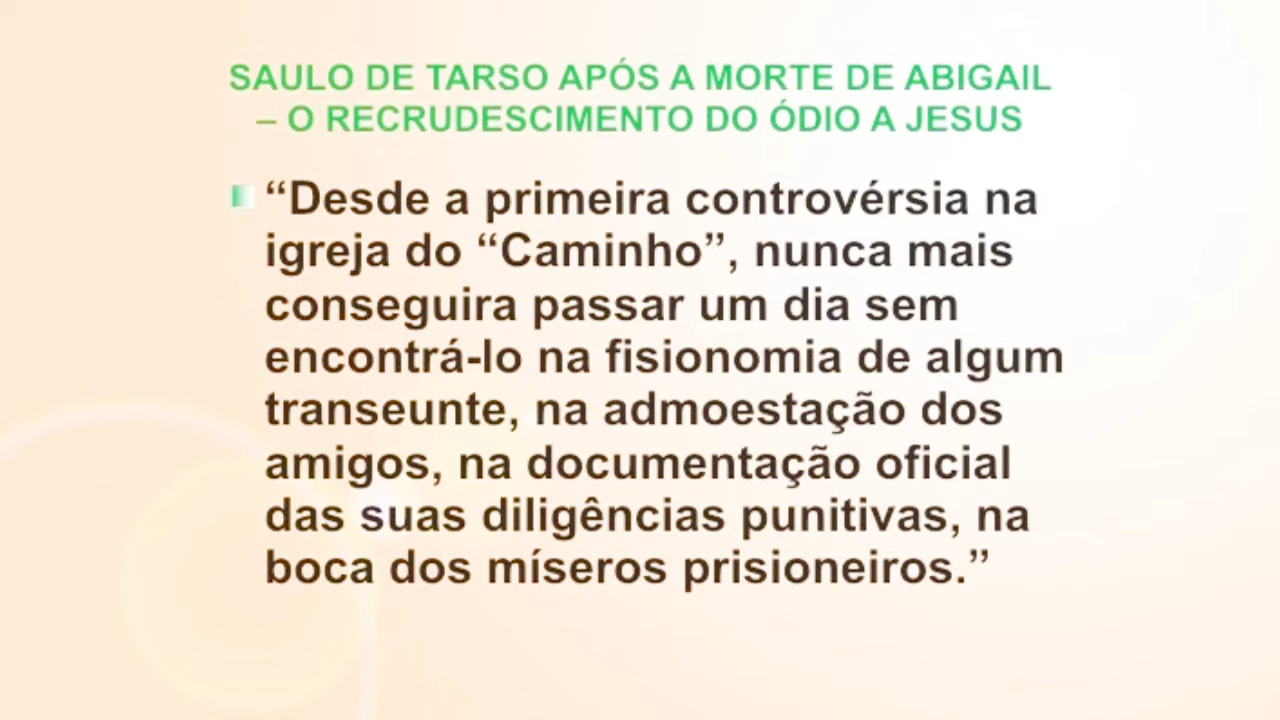 SAULO DE TARSO APÓS A MORTE DE ABIGAIL
– O RECRUDESCIMENTO DO ÓDIO A JESUS
“Desde a primeira controvérsia na
igreja do “Caminho”, nunca mais
conseguira passar um dia sem
encontrá-lo na fisionomia de algum
transeunte, na admoestação dos
amigos, na documentação oficial
das suas diligências punitivas, na
boca dos míseros prisioneiros.”